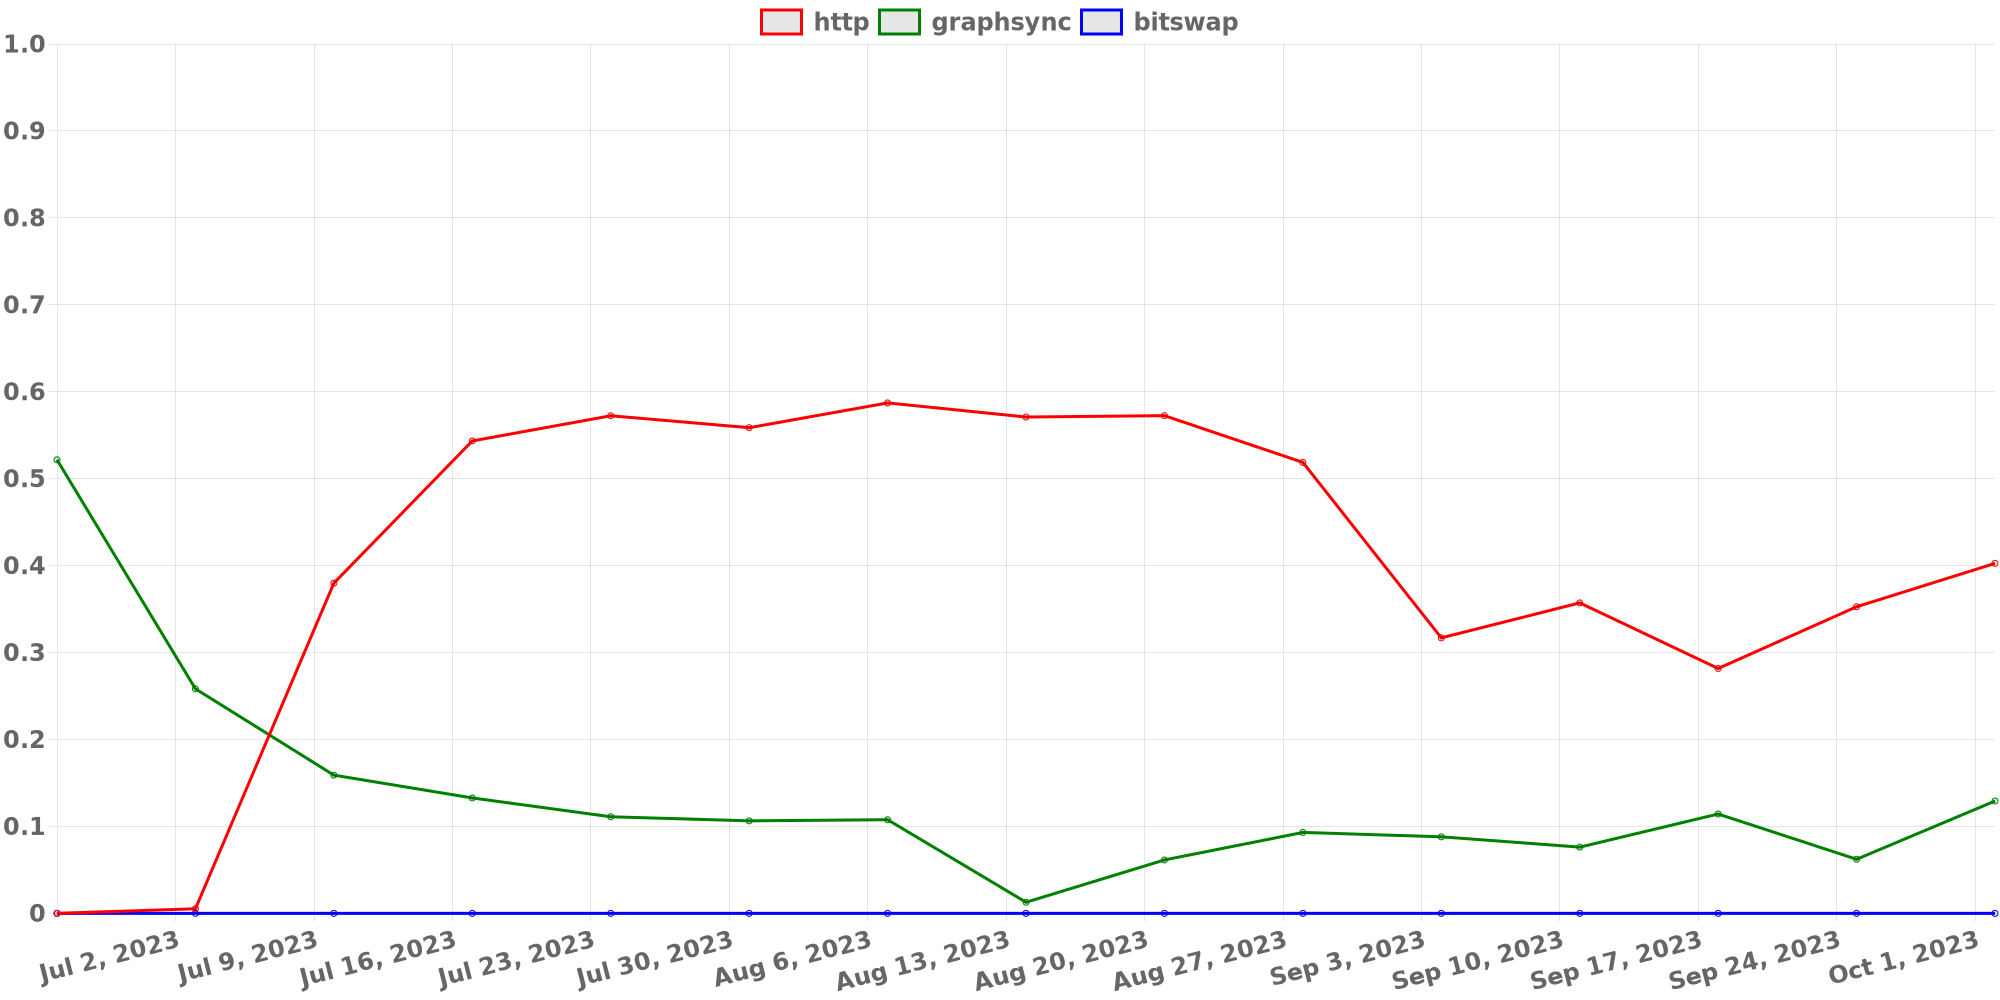 http graphsync bitswap
1.0
0.9
0.8
0.7
0.6
0.5
0.4
0.3
0.2
0.1
0
Jul 2, 2023
Jul 9, 2023
Jul 16, 2023
Jul 23, 2023
Jul 30, 2023
Aug 6, 2023
Aug 13, 2023
Aug 20, 2023
Aug 27, 2023
Sep 3, 2023
Sep 10, 2023
Sep 17, 2023
Sep 24, 2023
Oct 1, 2023